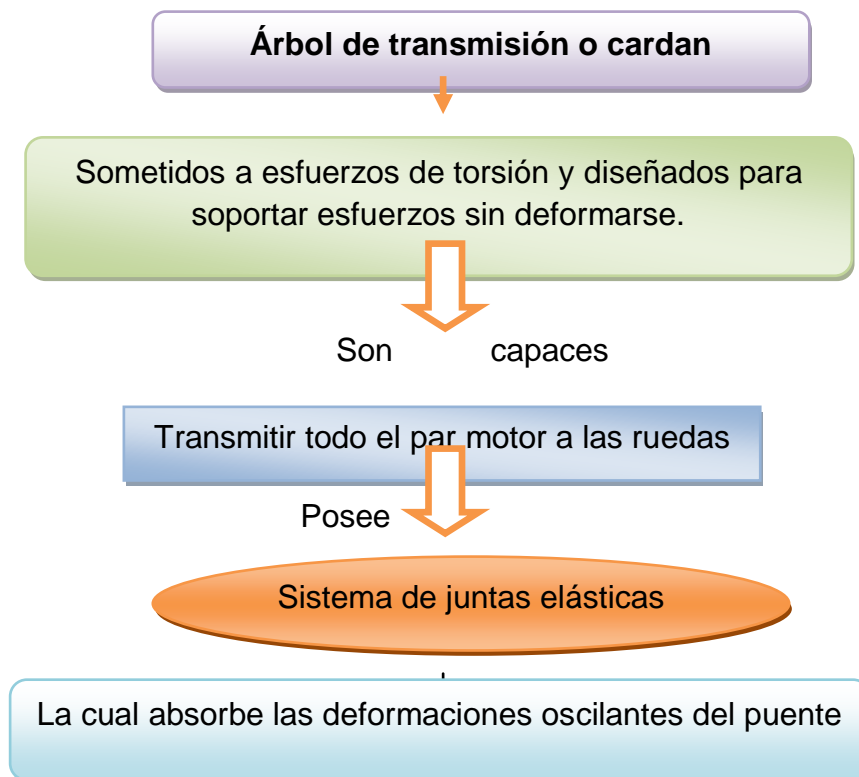 Árbol de transmisión o cardan
Sometidos a esfuerzos de torsión y diseñados para
soportar esfuerzos sin deformarse.
Son capaces
Transmitir todo el par motor a las ruedas
Posee
Sistema de juntas elásticas
La cual absorbe las deformaciones oscilantes del puente